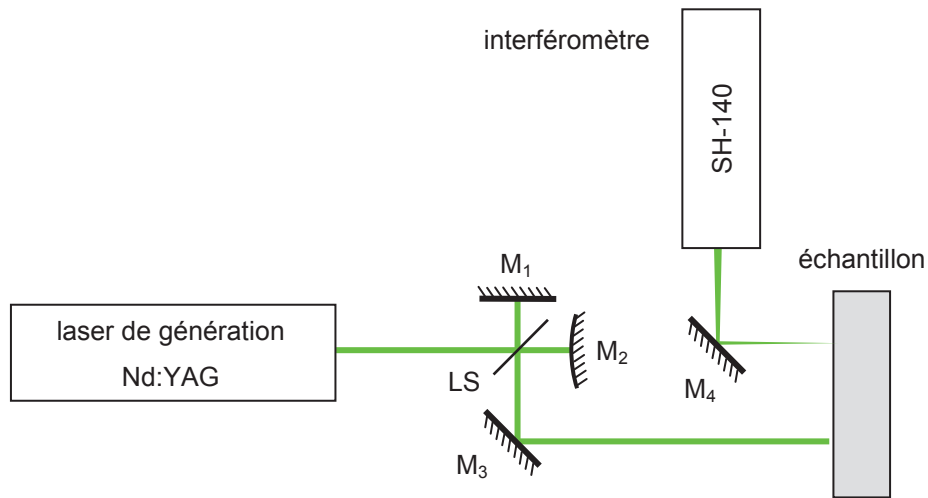 interféromètre
SH-140
échantillon
M₁
laser de génération
Nd:YAG
M₂
LS
M₄
M₃